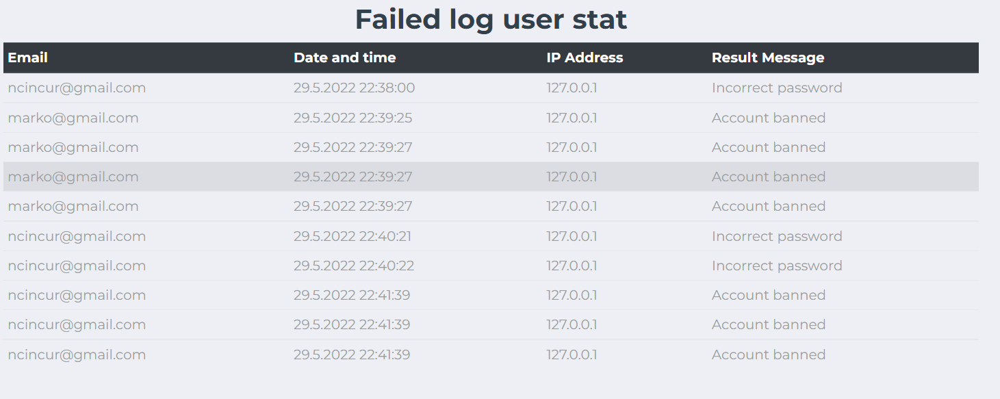 Failed log user stat
Email Date and time IP Address Result Message
ncincur@gmail.com 29.5.2022 22:38:00 127.0.0.1 Incorrect password
marko@gmail.com 29.5.2022 22:39:25 127.0.0.1 Account banned
marko@gmail.com 29.5.2022 22:39:27 127.0.0.1 Account banned
marko@gmail.com 29.5.2022 22:39:27 127.0.0.1 Account banned
marko@gmail.com 29.5.2022 22:39:27 127.0.0.1 Account banned
ncincur@gmail.com 29.5.2022 22:40:21 127.0.0.1 Incorrect password
ncincur@gmail.com 29.5.2022 22:40:22 127.0.0.1 Incorrect password
ncincur@gmail.com 29.5.2022 22:41:39 127.0.0.1 Account banned
ncincur@gmail.com 29.5.2022 22:41:39 127.0.0.1 Account banned
ncincur@gmail.com 29.5.2022 22:41:39 127.0.0.1 Account banned